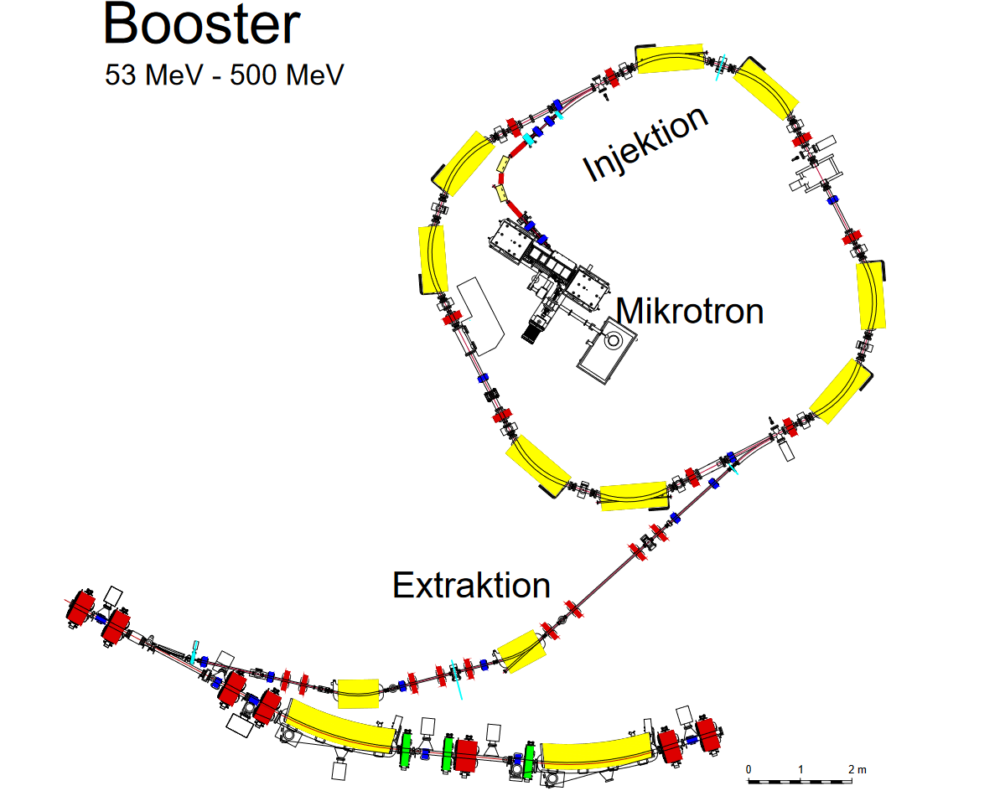 Booster
53 MeV - 500 MeV
Injektion
Mikrotron
Extraktion
0 1 2 m